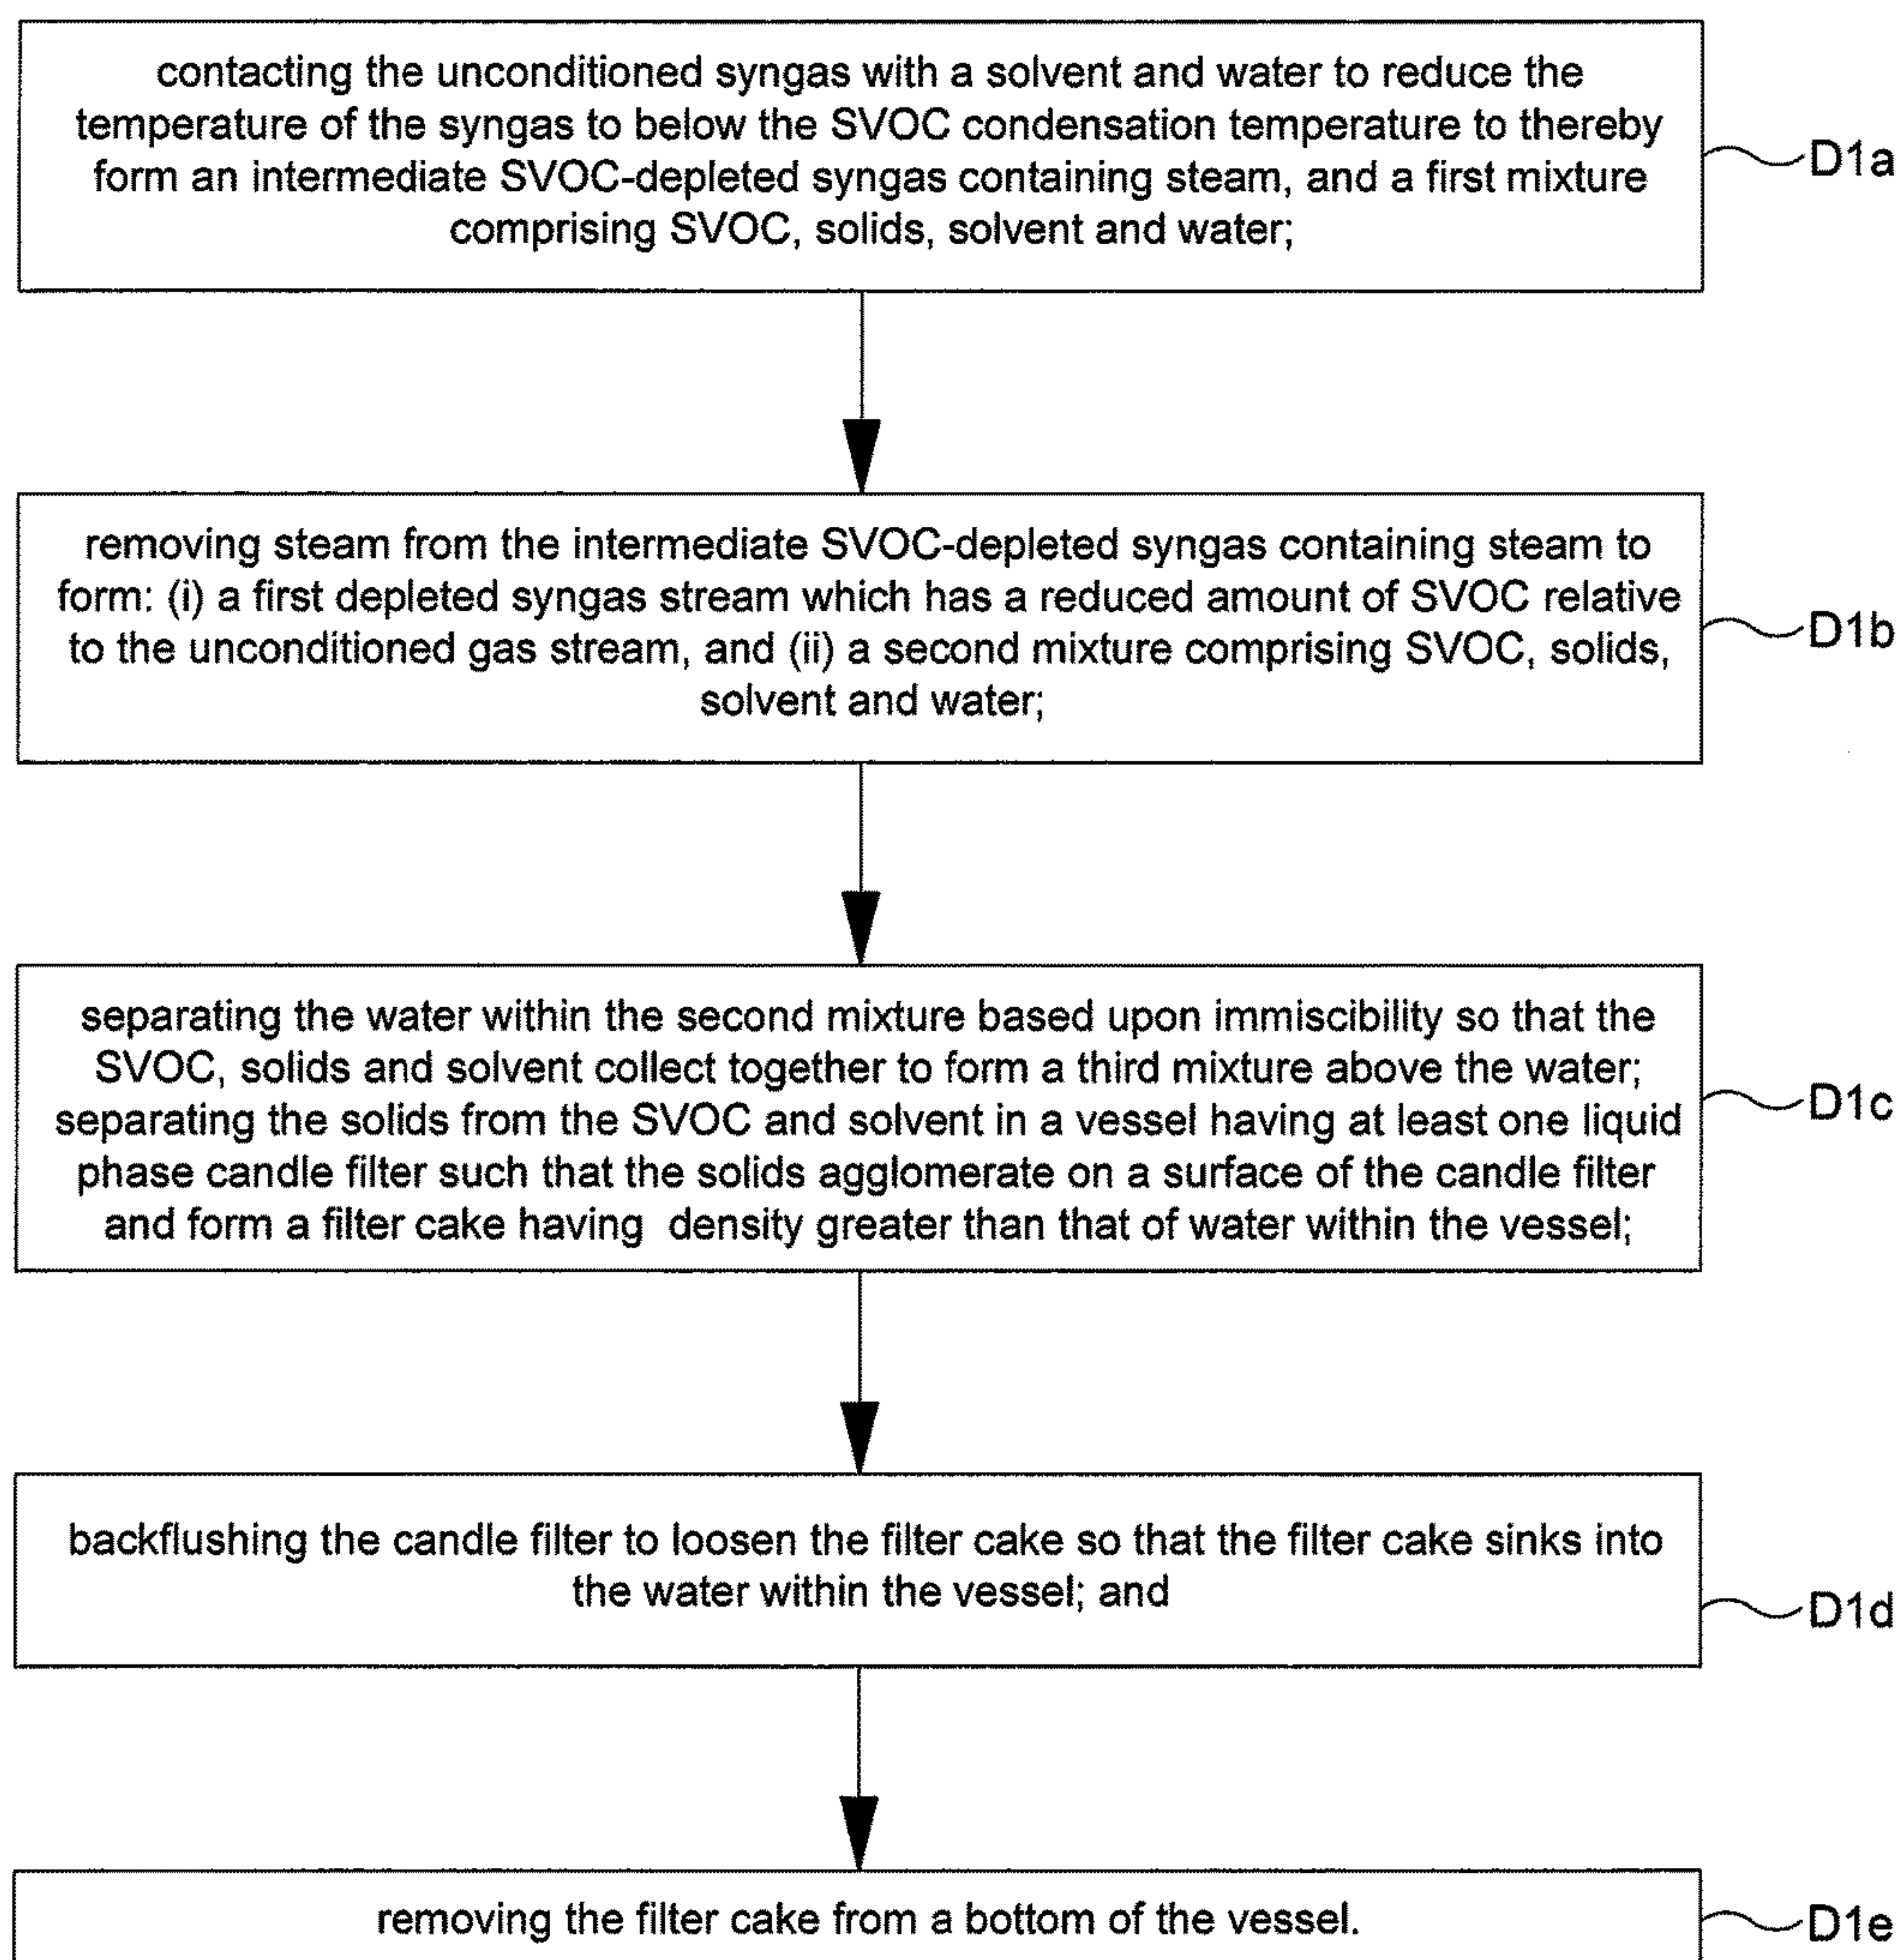 contacting the unconditioned syngas with a solvent and water to reduce the
temperature of the syngas to below the SVOC condensation temperature to thereby
form an intermediate SVOC-depleted syngas containing steam, and a first mixture
comprising SVOC, solids, solvent and water;
D1a
removing steam from the intermediate SVOC-depleted syngas containing steam to
form: (i) a first depleted syngas stream which has a reduced amount of SVOC relative
to the unconditioned gas stream, and (ii) a second mixture comprising SVOC, solids,
solvent and water;
D1b
separating the water within the second mixture based upon immiscibility so that the
SVOC, solids and solvent collect together to form a third mixture above the water;
separating the solids from the SVOC and solvent in a vessel having at least one liquid
phase candle filter such that the solids agglomerate on a surface of the candle filter
and form a filter cake having density greater than that of water within the vessel;
D1c
backflushing the candle filter to loosen the filter cake so that the filter cake sinks into
the water within the vessel; and
D1d
removing the filter cake from a bottom of the vessel.
D1e